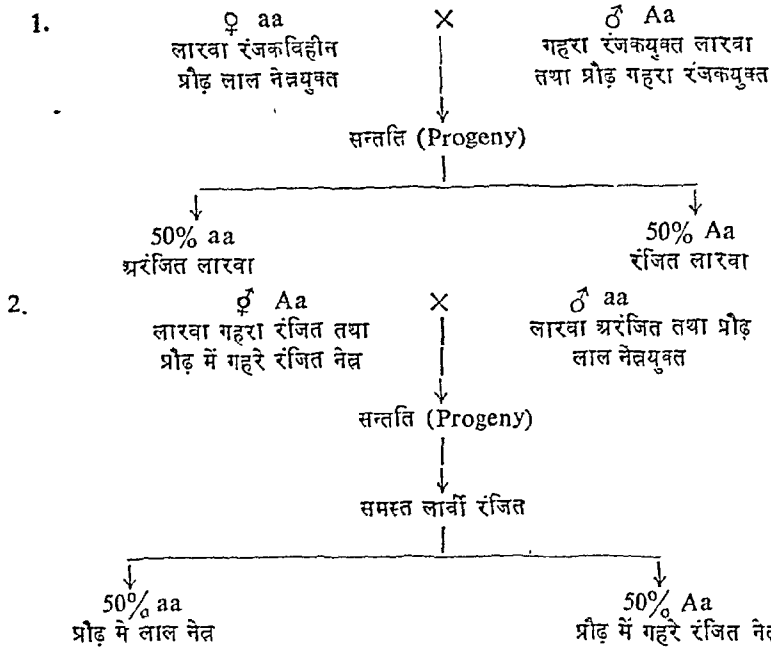 1. ♀ aa × ♂ Aa
लारवा रंजकविहीन गहरा रंजकयुक्त लारवा
प्रौढ़ लाल नेत्रयुक्त तथा प्रौढ़ गहरा रंजकयुक्त
सन्तति (Progeny)
50% aa 50% Aa
अरंजित लारवा रंजित लारवा
2. ⚥ Aa × ♂ aa
लारवा गहरा रंजित तथा लारवा अरंजित तथा प्रौढ़
प्रौढ़ में गहरे रंजित नेत्र लाल नेंत्रयुक्त
सन्तति (Progeny)
समस्त लार्वी रंजित
50% aa 50% Aa
प्रौढ़ मे लाल नेत्र प्रौढ़ में गहरे रंजित